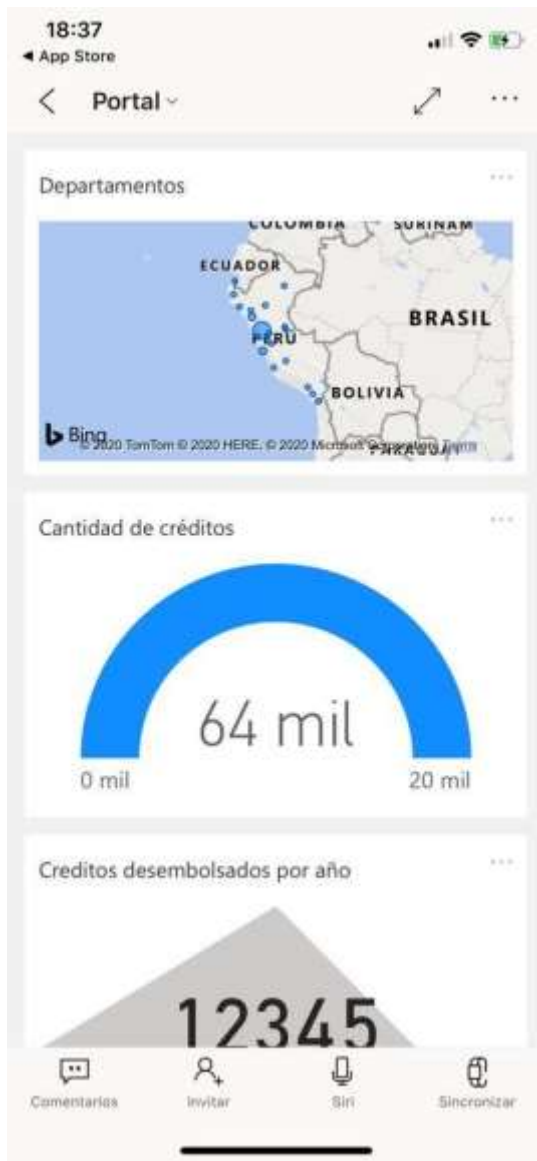 18:37
App Store
Portal
Departamentos
COLOMBIA SURINAM
ECUADOR
BRASIL
PERÚ
BOLIVIA
Bing
© 2020 TomTom © 2020 HERE, © 2020 Microsoft Corporation Terms
PARAGUAY
Cantidad de créditos
64 mil
0 mil 20 mil
Creditos desembolsados por año
12345
Comentarios Invitar Siri Sincronizar